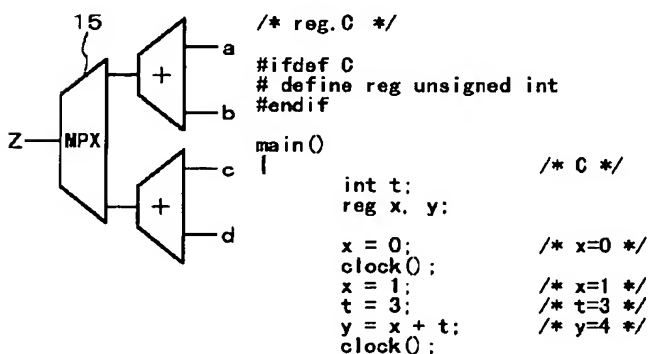 15
+
a
b
Z
MPX
+
c
d
/* reg.C */
#ifdef C
# define reg unsigned int
#endif
main()
{ /* C */
int t;
reg x, y;
x = 0; /* x=0 */
clock();
x = 1; /* x=1 */
t = 3; /* t=3 */
y = x + t; /* y=4 */
clock();